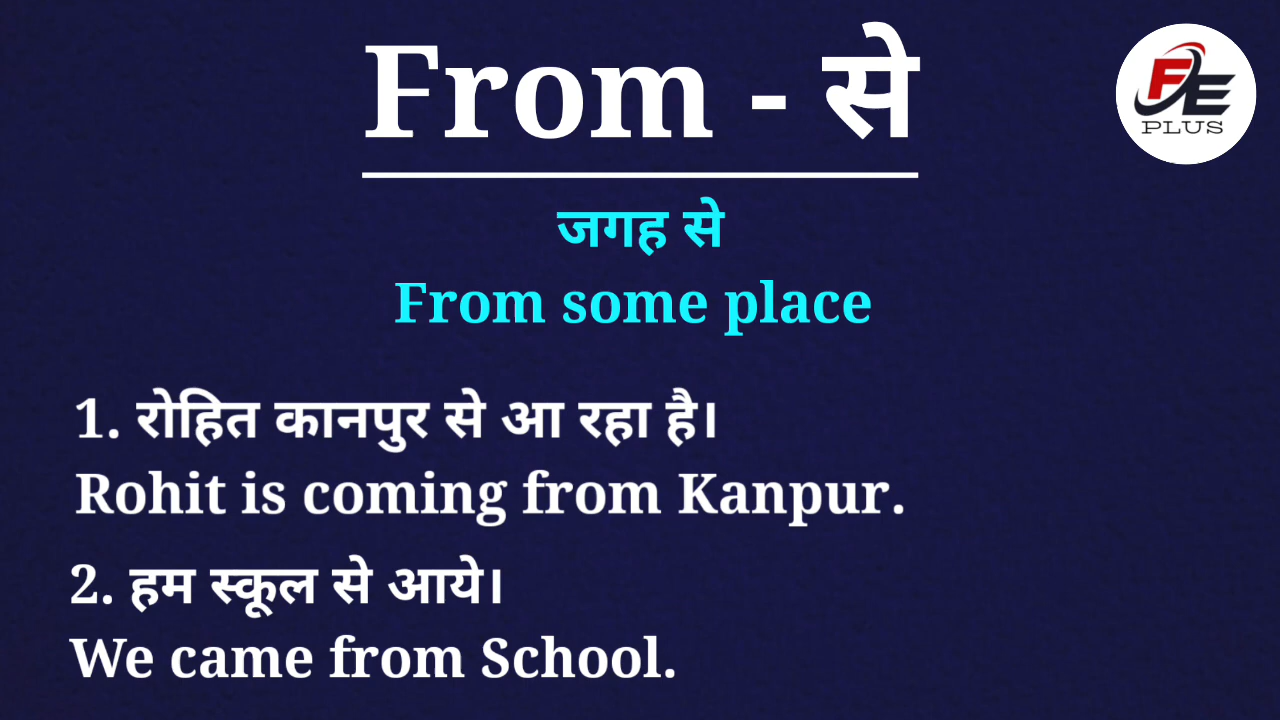 From - से
FE
PLUS
जगह से
From some place
1. रोहित कानपुर से आ रहा है।
Rohit is coming from Kanpur.
2. हम स्कूल से आये।
We came from School.